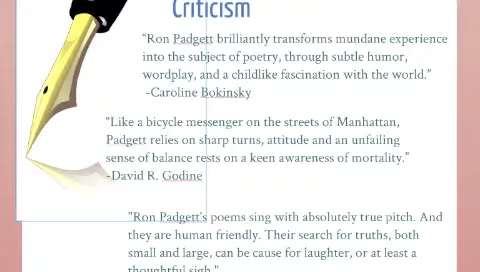 Criticism
“Ron Padgett brilliantly transforms mundane experience
into the subject of poetry, through subtle humor,
wordplay, and a childlike fascination with the world.”
-Caroline Bokinsky
“Like a bicycle messenger on the streets of Manhattan,
Padgett relies on sharp turns, attitude and an unfailing
sense of balance rests on a keen awareness of mortality.”
-David R. Godine
"Ron Padgett's poems sing with absolutely true pitch. And
they are human friendly. Their search for truths, both
small and large, can be cause for laughter, or at least a
thoughtful sigh."